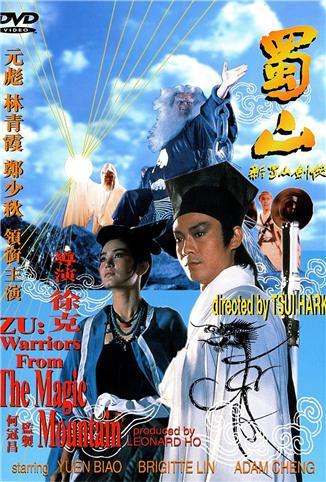 DVD
VIDEO
蜀山
新蜀山剑侠
元彪 林青霞 鄭少秋 領銜主演
導演 徐克
directed by TSUI HARK
ZU:
Warriors
From
The Magic
Mountain
監製
何冠昌
produced by
LEONARD HO
starring YUEN BIAO BRIGITTE LIN ADAM CHENG